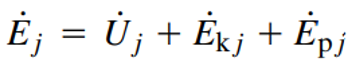 Ė_j = U̇_j + Ė_kj + Ė_pj